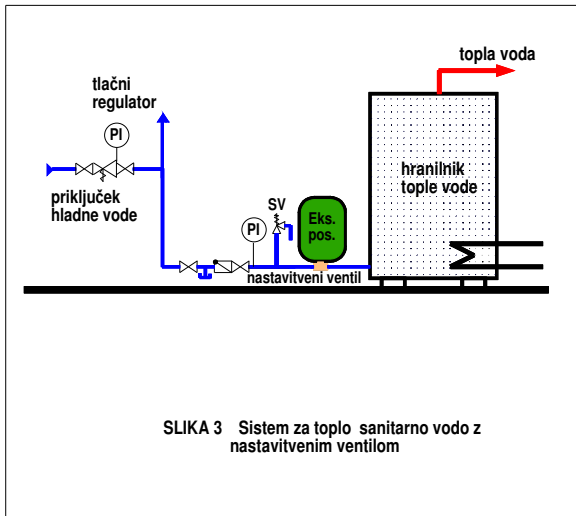 topla voda
tlačni
regulator
PI
hranilnik
tople vode
priključek
hladne vode
SV
Eks.
pos.
PI
nastavitveni ventil
SLIKA 3 Sistem za toplo sanitarno vodo z
nastavitvenim ventilom